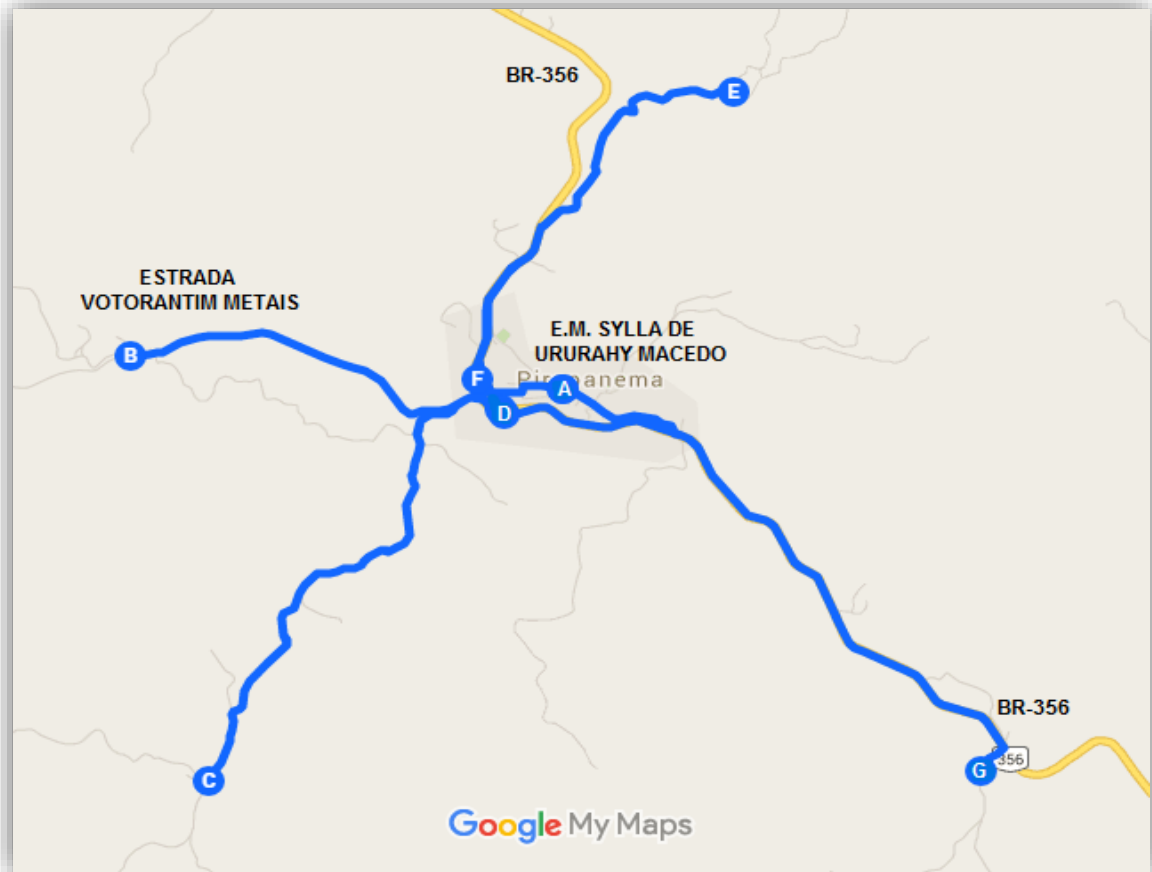 BR-356
E
ESTRADA
VOTORANTIM METAIS
B
E.M. SYLLA DE
URURAHY MACEDO
F
A
D
BR-356
356
G
C
Google My Maps